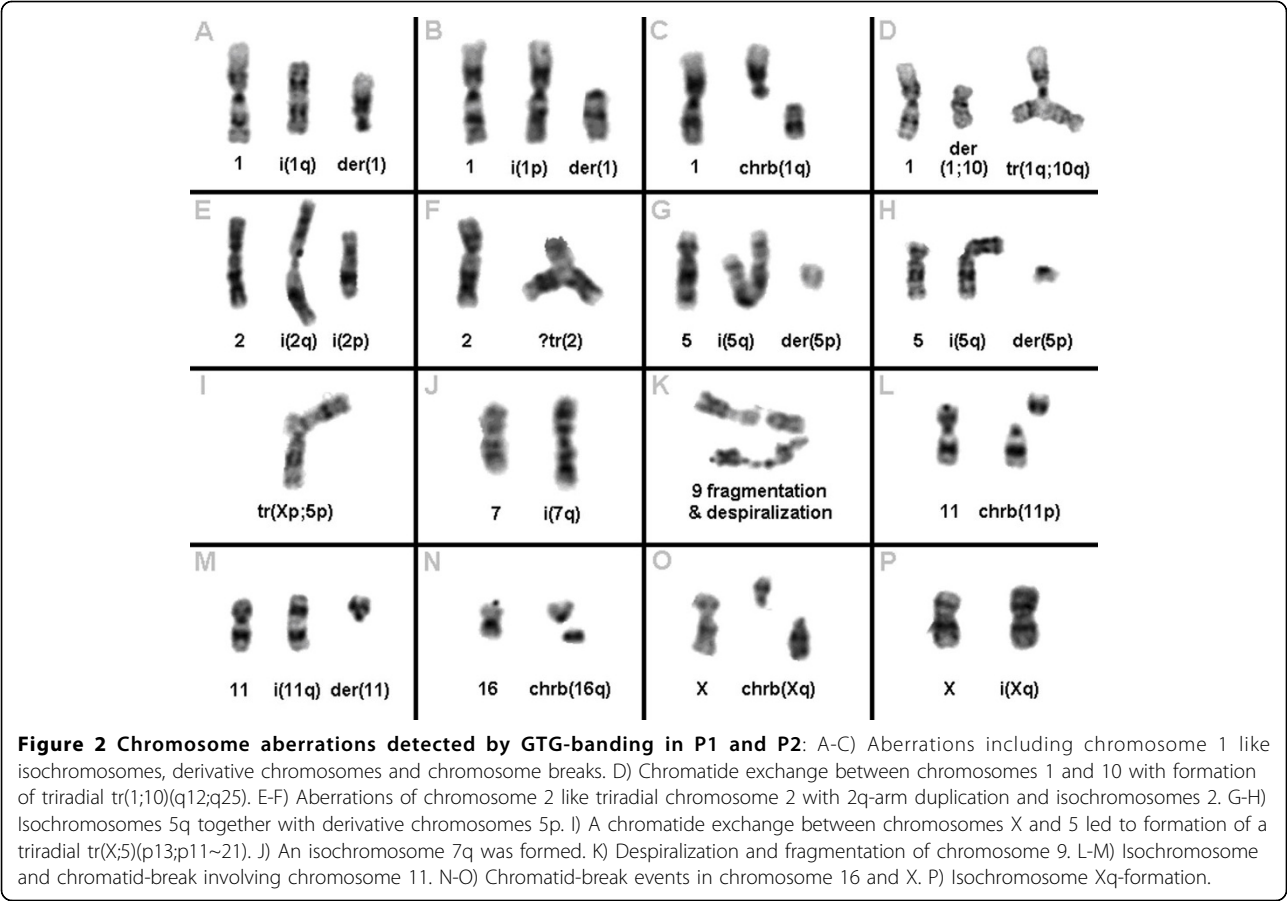 A B C D
1 i(1q) der(1) 1 i(1p) der(1) 1 chrb(1q) 1 der (1;10) tr(1q;10q)
E F G H
2 i(2q) i(2p) 2 ?tr(2) 5 i(5q) der(5p) 5 i(5q) der(5p)
I J K L
tr(Xp;5p) 7 i(7q) 9 fragmentation & despiralization 11 chrb(11p)
M N O P
11 i(11q) der(11) 16 chrb(16q) X chrb(Xq) X i(Xq)
Figure 2 Chromosome aberrations detected by GTG-banding in P1 and P2: A-C) Aberrations including chromosome 1 like
isochromosomes, derivative chromosomes and chromosome breaks. D) Chromatide exchange between chromosomes 1 and 10 with formation
of triradial tr(1;10)(q12;q25). E-F) Aberrations of chromosome 2 like triradial chromosome 2 with 2q-arm duplication and isochromosomes 2. G-H)
Isochromosomes 5q together with derivative chromosomes 5p. I) A chromatide exchange between chromosomes X and 5 led to formation of a
triradial tr(X;5)(p13;p11~21). J) An isochromosome 7q was formed. K) Despiralization and fragmentation of chromosome 9. L-M) Isochromosome
and chromatid-break involving chromosome 11. N-O) Chromatid-break events in chromosome 16 and X. P) Isochromosome Xq-formation.